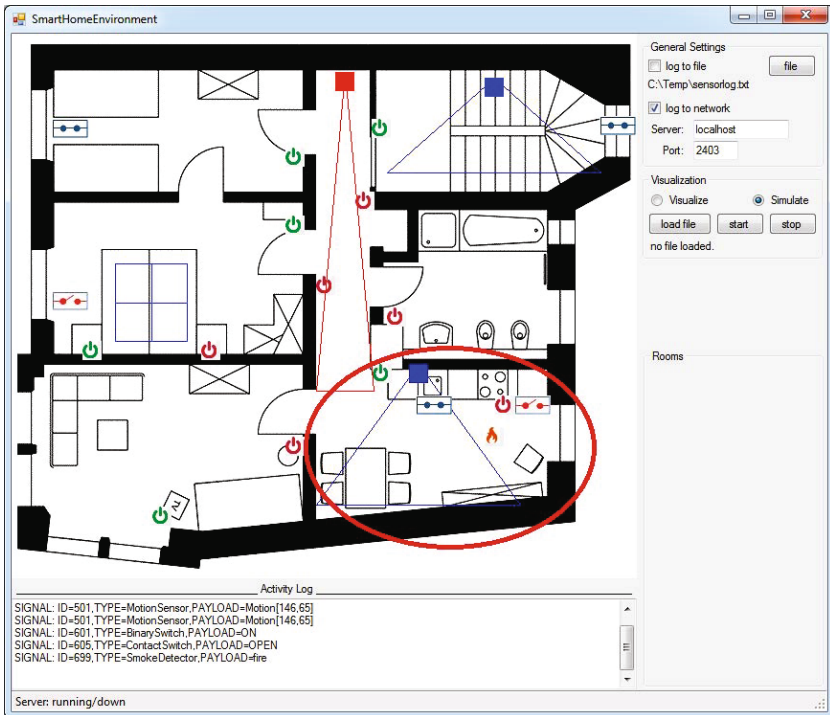 SmartHomeEnvironment
General Settings
log to file
file
C:\Temp\sensorlog.txt
log to network
Server: localhost
Port: 2403
Visualization
Visualize
Simulate
load file
start
stop
no file loaded.
Rooms
TV
Activity Log
SIGNAL: ID=501,TYPE=MotionSensor,PAYLOAD=Motion[146,65]
SIGNAL: ID=501,TYPE=MotionSensor,PAYLOAD=Motion[146,65]
SIGNAL: ID=601,TYPE=BinarySwitch,PAYLOAD=ON
SIGNAL: ID=605,TYPE=ContactSwitch,PAYLOAD=OPEN
SIGNAL: ID=699,TYPE=SmokeDetector,PAYLOAD=fire
Server: running/down